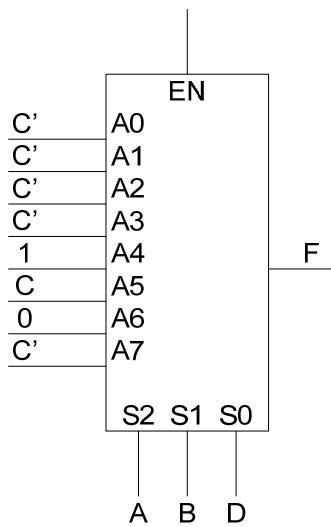 EN
C' A0
C' A1
C' A2
C' A3
1 A4 F
C A5
0 A6
C' A7
S2 S1 S0
A B D